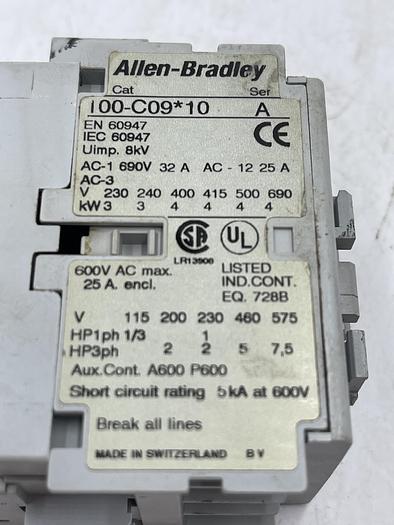 Allen-Bradley
Cat Ser
100-C09*10 A
EN 60947
IEC 60947
Uimp. 8kV
CE
AC-1 690V 32 A AC - 12 25 A
AC-3
V 230 240 400 415 500 690
kW 3 3 4 4 4 4
SA UL
LR13908
600V AC max.
25 A. encl.
LISTED
IND.CONT.
EQ. 728B
V 115 200 230 460 575
HP1ph 1/3 1
HP3ph 2 2 5 7,5
Aux.Cont. A600 P600
Short circuit rating 5kA at 600V
Break all lines
MADE IN SWITZERLAND B V